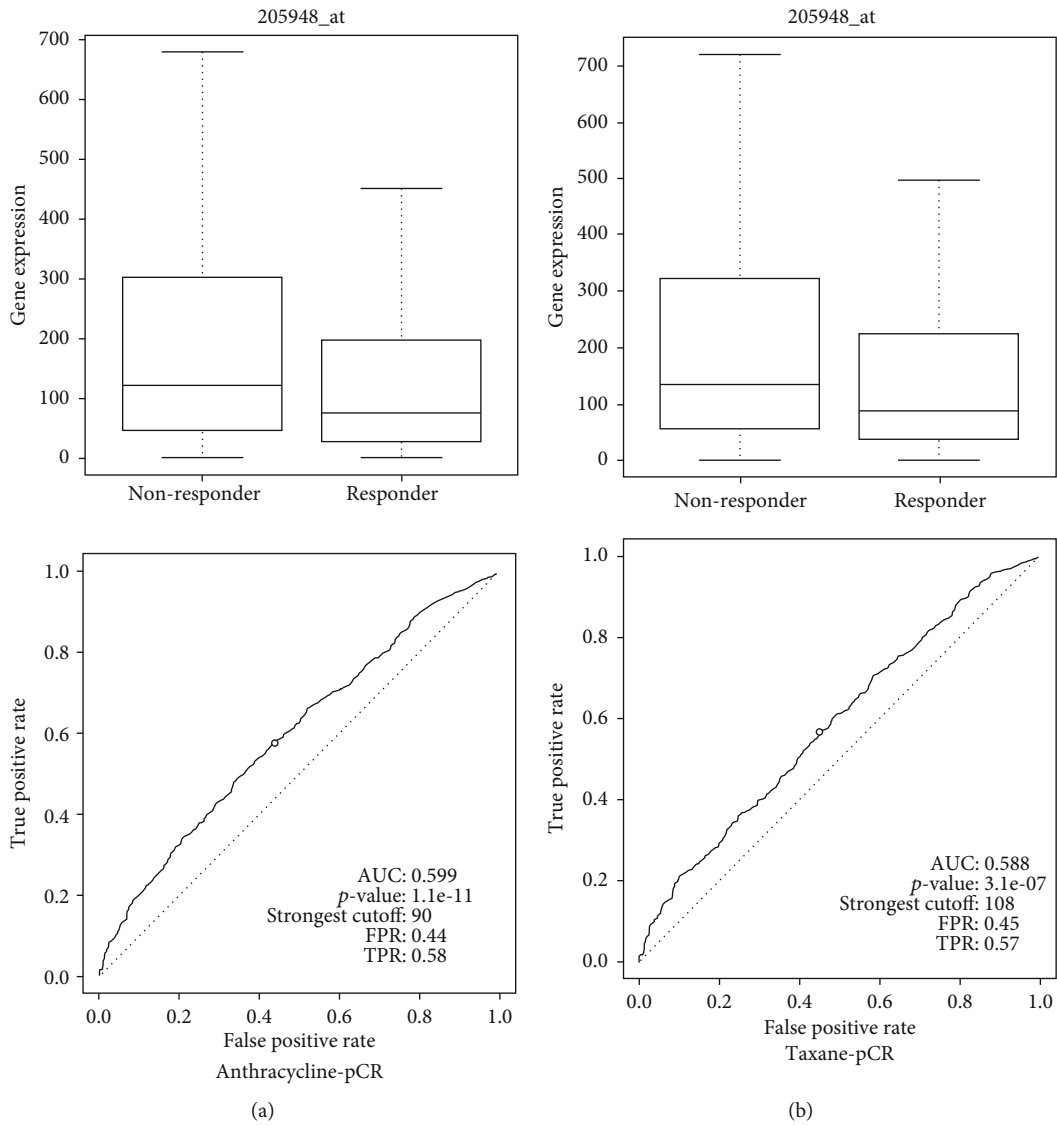 205948_at
700
600
500
400
300
200
100
0
Gene expression
Non-responder
Responder
205948_at
700
600
500
400
300
200
100
0
Gene expression
Non-responder
Responder
1.0
0.8
0.6
0.4
0.2
0.0
True positive rate
AUC: 0.599
p-value: 1.1e-11
Strongest cutoff: 90
FPR: 0.44
TPR: 0.58
0.0 0.2 0.4 0.6 0.8 1.0
False positive rate
Anthracycline-pCR
(a)
1.0
0.8
0.6
0.4
0.2
0.0
True positive rate
AUC: 0.588
p-value: 3.1e-07
Strongest cutoff: 108
FPR: 0.45
TPR: 0.57
0.0 0.2 0.4 0.6 0.8 1.0
False positive rate
Taxane-pCR
(b)